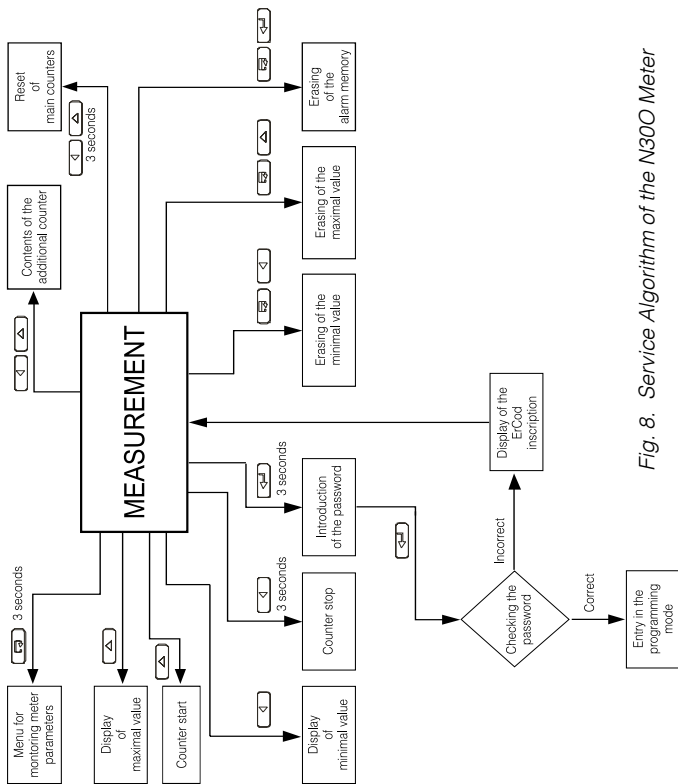 Reset
of
main counters
3 seconds
Contents of the
additional counter
Menu for
montoring meter
parameters
3 seconds
Display
of
maximal value
Counter start
Display
of
minimal value
MEASUREMENT
Counter stop
3 seconds
Introduction
of the password
3 seconds
Erasing of the
minimal value
Erasing of the
maximal value
Erasing
of the
alarm memory
Checking the
password
Incorrect
Display of the
ErCod
inscription
Correct
Entry in the
programming
mode
Fig. 8. Service Algorithm of the N30O Meter